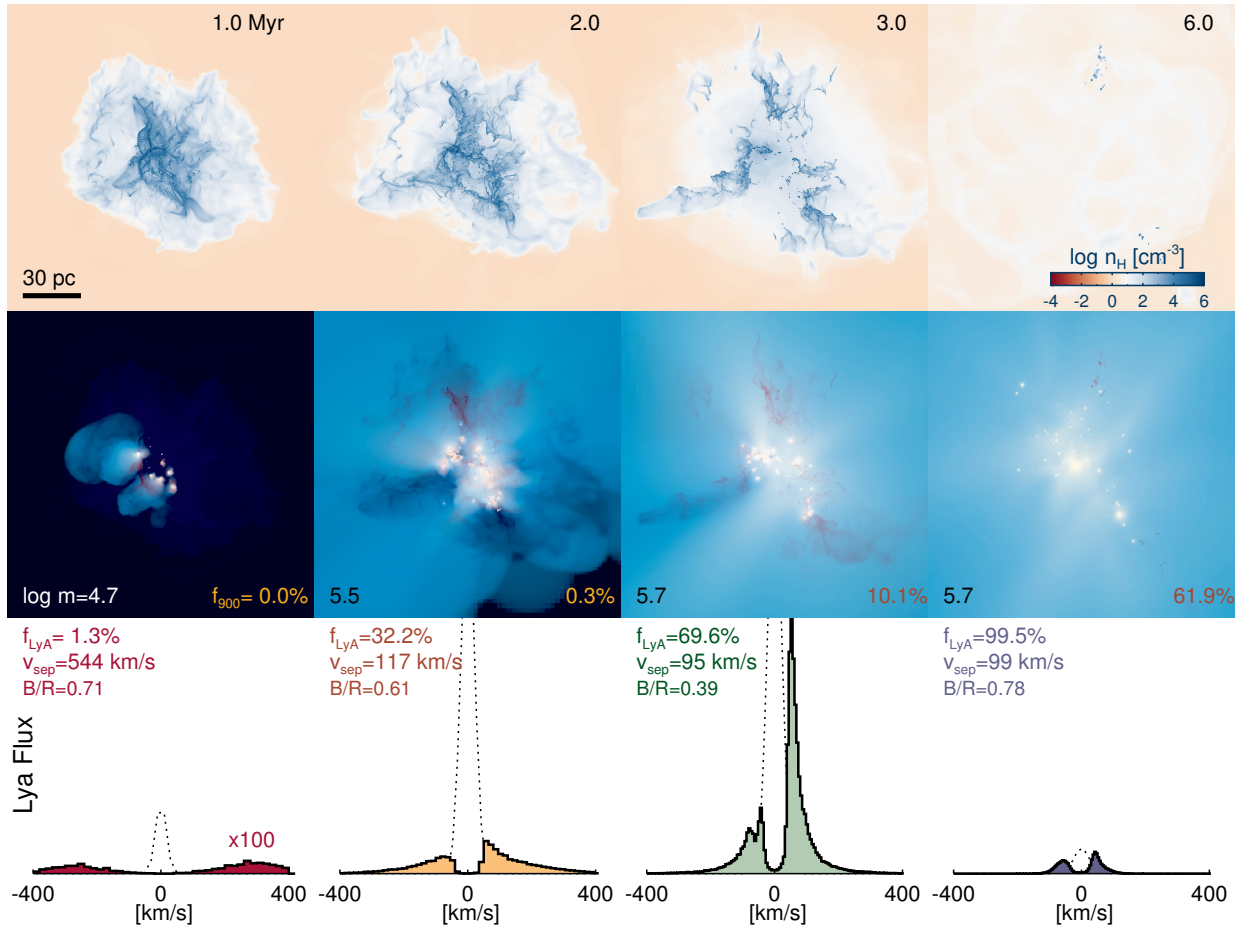 1.0 Myr
2.0
3.0
6.0
30 pc
log n_H [cm^-3]
-4 -2 0 2 4 6
log m=4.7
f_900= 0.0%
5.5
0.3%
5.7
10.1%
5.7
61.9%
f_LyA= 1.3%
v_sep=544 km/s
B/R=0.71
f_LyA=32.2%
v_sep=117 km/s
B/R=0.61
f_LyA=69.6%
v_sep=95 km/s
B/R=0.39
f_LyA=99.5%
v_sep=99 km/s
B/R=0.78
Lya Flux
x100
-400 0 400
[km/s]
-400 0 400
[km/s]
-400 0 400
[km/s]
-400 0 400
[km/s]